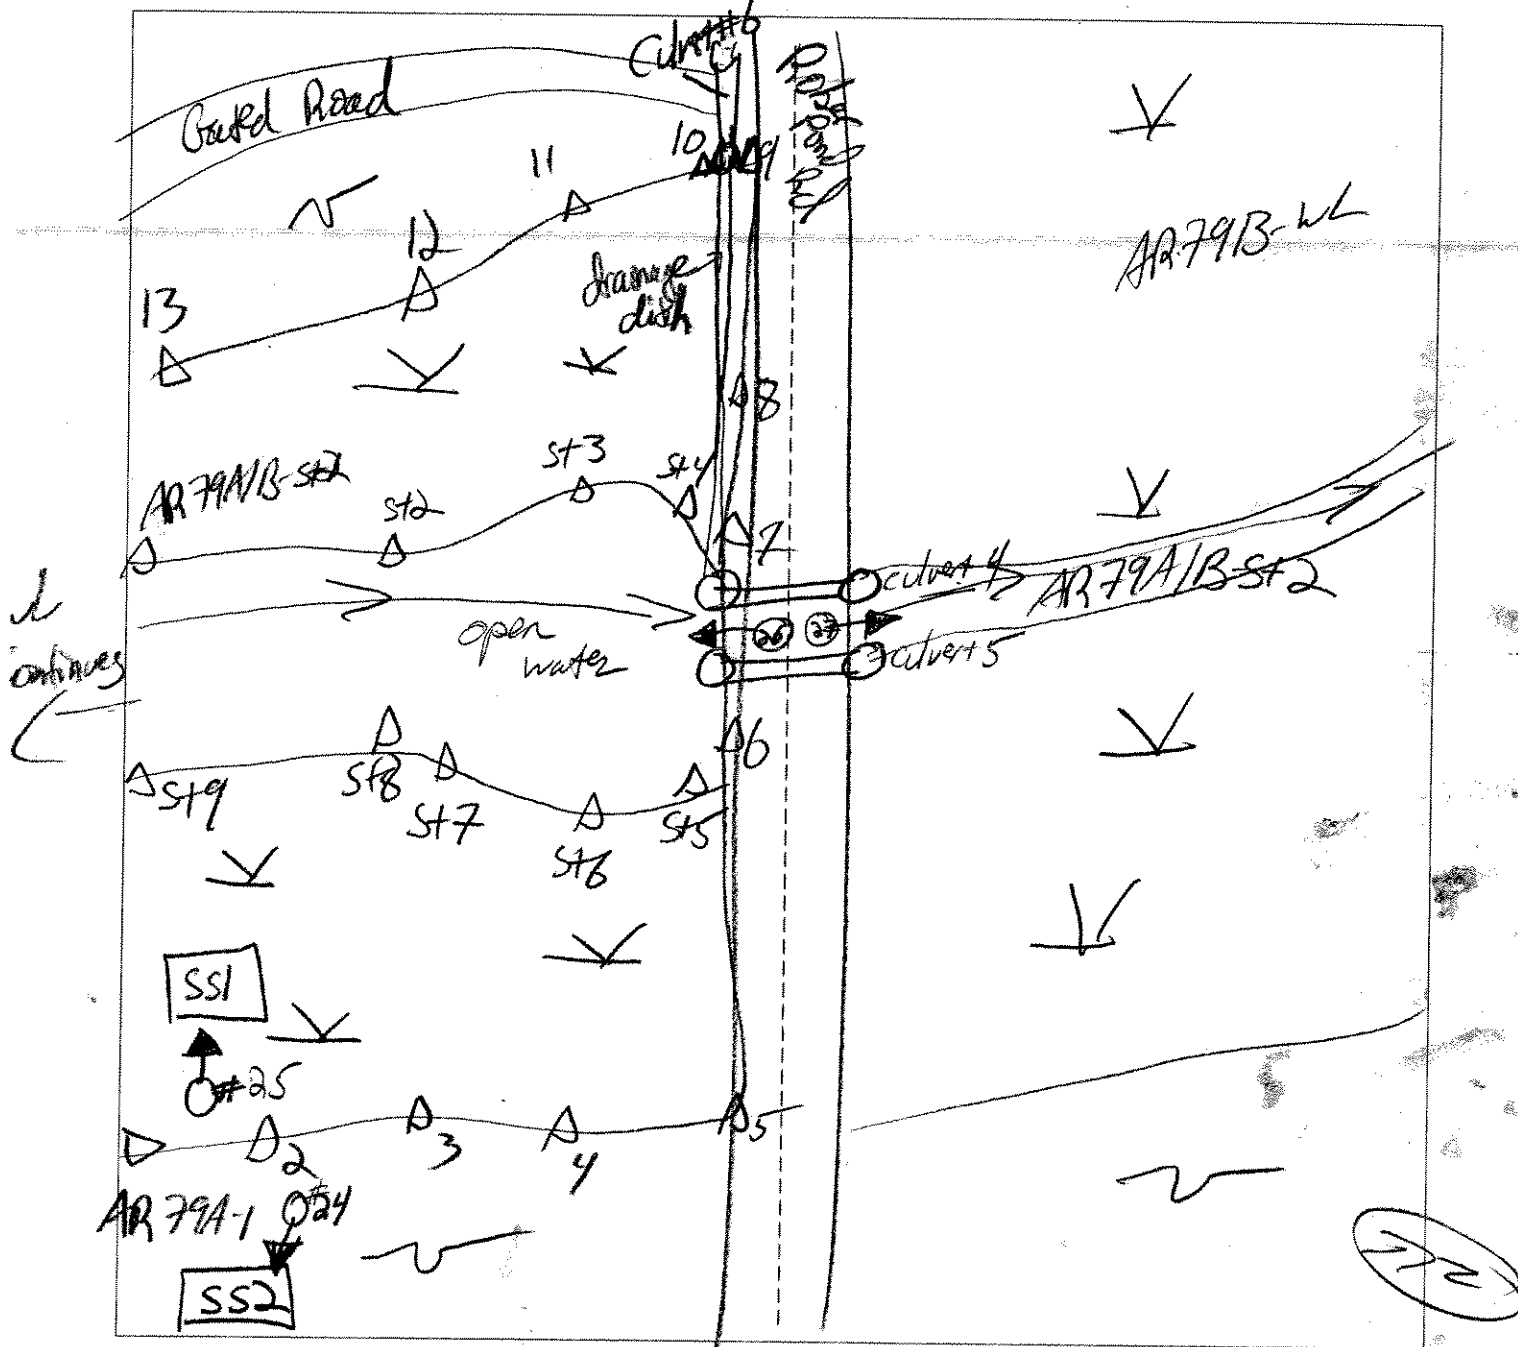 Culvert #6
Gated Road
Pond Rd
10
9
11
12
13
AR79B-WL
drainage
ditch
8
st3
st4
AR79A/B-St2
st2
7
culvert 4
AR79A/B-St2
open
water
26
27
culvert 5
continues
6
St9
St8
St7
St6
St5
SS1
#25
2
3
4
5
AR79A-1
#24
SS2